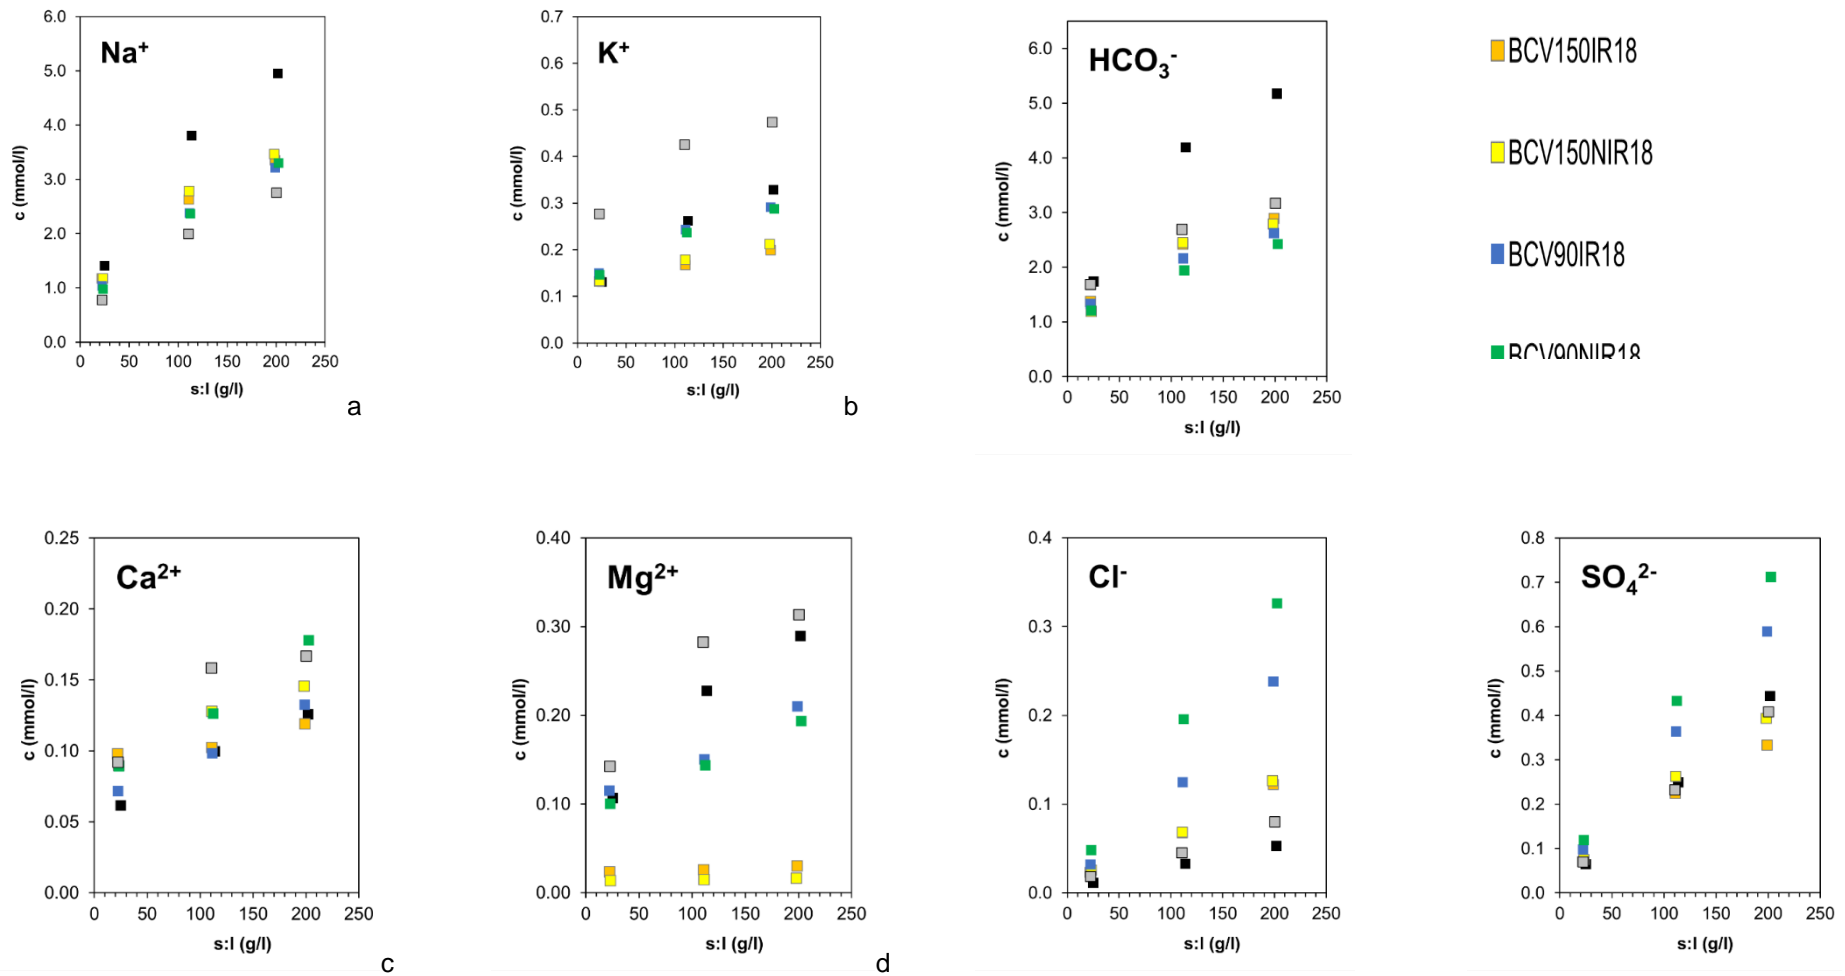 Na+
6.0
5.0
4.0
3.0
2.0
1.0
0.0
c (mmol/l)
0 50 100 150 200 250
s:l (g/l)
a
K+
0.7
0.6
0.5
0.4
0.3
0.2
0.1
0.0
c (mmol/l)
0 50 100 150 200 250
s:l (g/l)
b
HCO3-
6.0
5.0
4.0
3.0
2.0
1.0
0.0
c (mmol/l)
0 50 100 150 200 250
s:l (g/l)
BCV150IR18
BCV150NIR18
BCV90IR18
BCV90NIR18
Ca2+
0.25
0.20
0.15
0.10
0.05
0.00
c (mmol/l)
0 50 100 150 200 250
s:l (g/l)
c
Mg2+
0.40
0.30
0.20
0.10
0.00
c (mmol/l)
0 50 100 150 200 250
s:l (g/l)
d
Cl-
0.4
0.3
0.2
0.1
0.0
c (mmol/l)
0 50 100 150 200 250
s:l (g/l)
SO42-
0.8
0.7
0.6
0.5
0.4
0.3
0.2
0.1
0.0
c (mmol/l)
0 50 100 150 200 250
s:l (g/l)